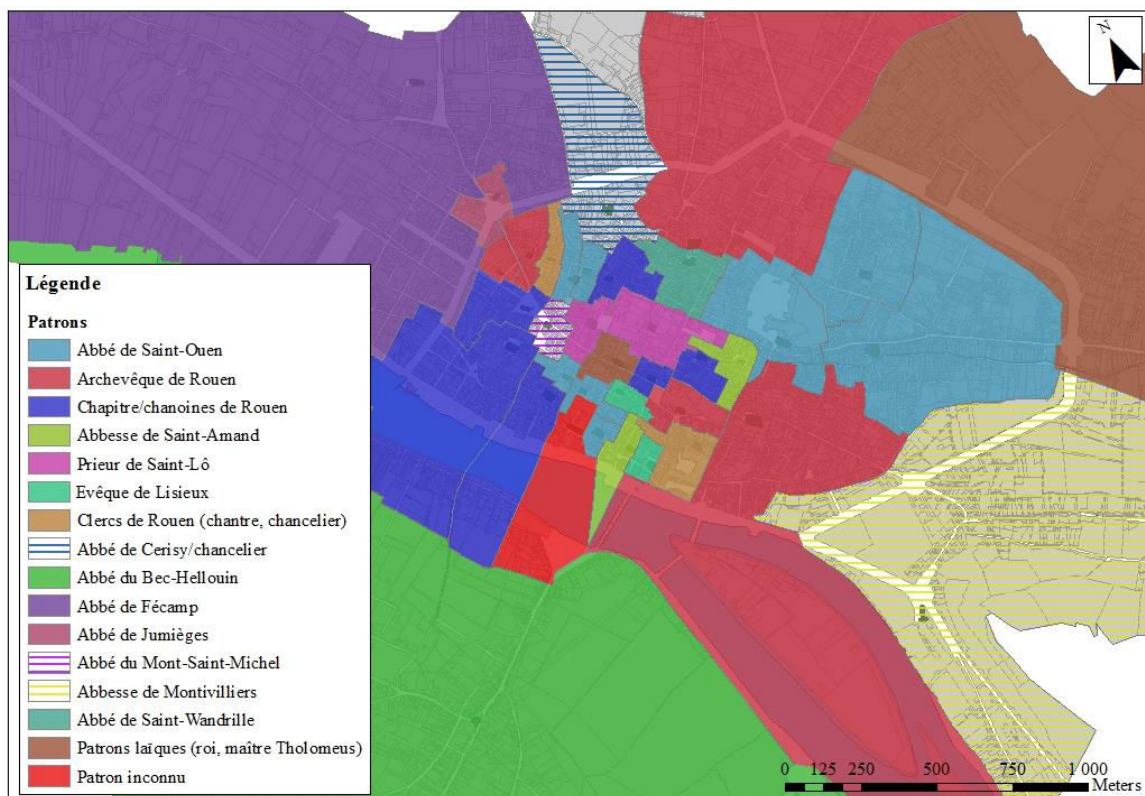 N
Légende
Patrons
Abbé de Saint-Ouen
Archevêque de Rouen
Chapitre/chanoines de Rouen
Abbesse de Saint-Amand
Prieur de Saint-Lô
Evêque de Lisieux
Clercs de Rouen (chantre, chancelier)
Abbé de Cerisy/chancelier
Abbé du Bec-Hellouin
Abbé de Fécamp
Abbé de Jumièges
Abbé du Mont-Saint-Michel
Abbesse de Montivilliers
Abbé de Saint-Wandrille
Patrons laïques (roi, maître Tholomeus)
Patron inconnu
0 125 250 500 750 1 000
Meters